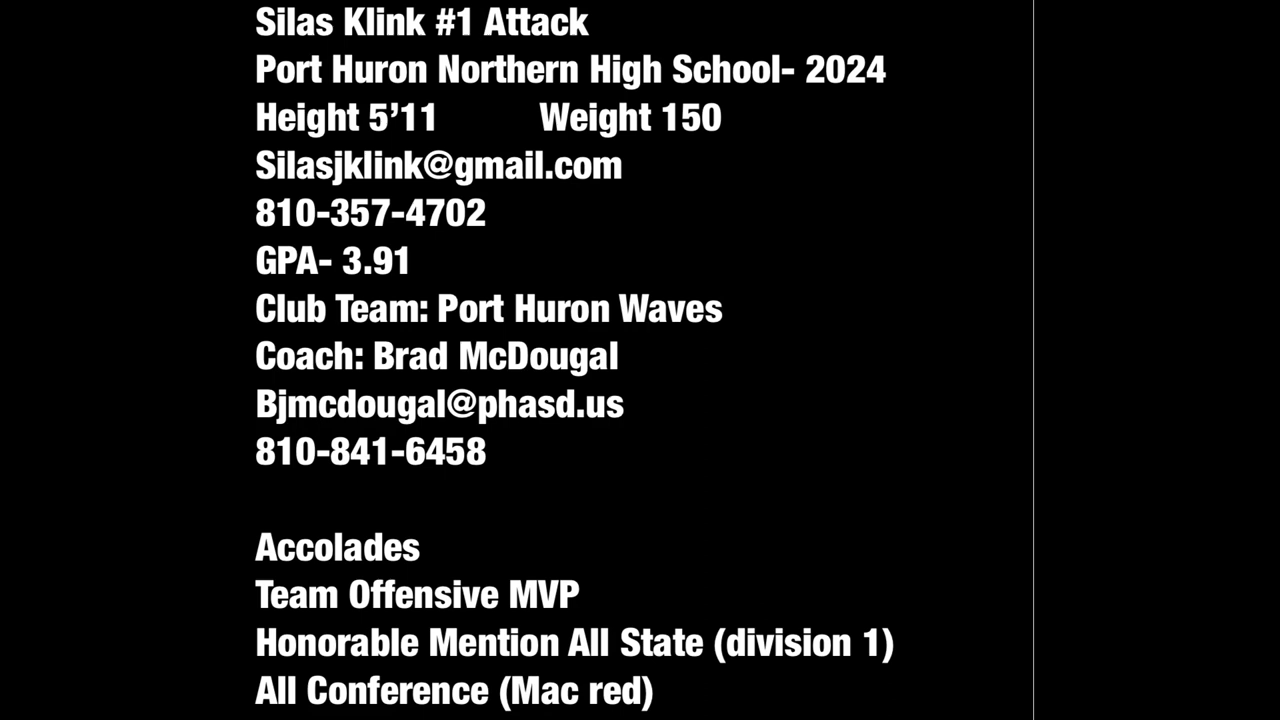 Silas Klink #1 Attack
Port Huron Northern High School- 2024
Height 5’11 Weight 150
Silasjklink@gmail.com
810-357-4702
GPA- 3.91
Club Team: Port Huron Waves
Coach: Brad McDougal
Bjmcdougal@phasd.us
810-841-6458
Accolades
Team Offensive MVP
Honorable Mention All State (division 1)
All Conference (Mac red)